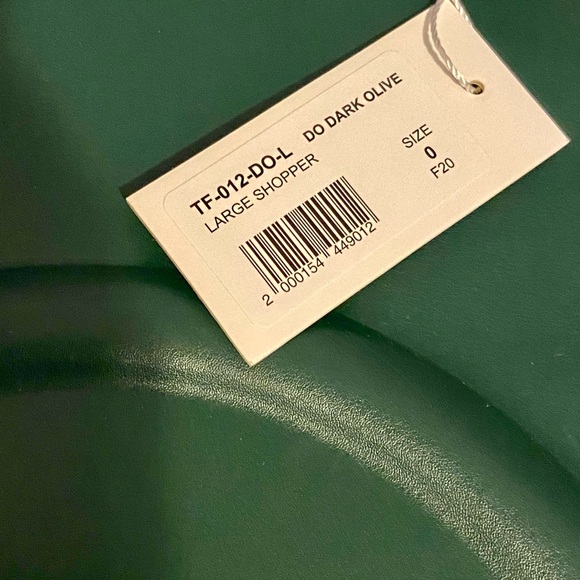 TF-012-DO-L DO DARK OLIVE
LARGE SHOPPER
SIZE
0
F20
2 000154 449012